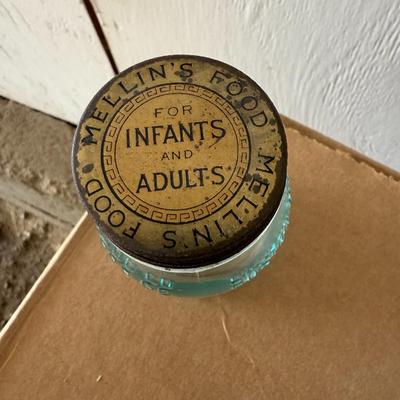 MELLIN'S FOOD MELLIN'S FOOD
FOR
INFANTS
AND
ADULTS